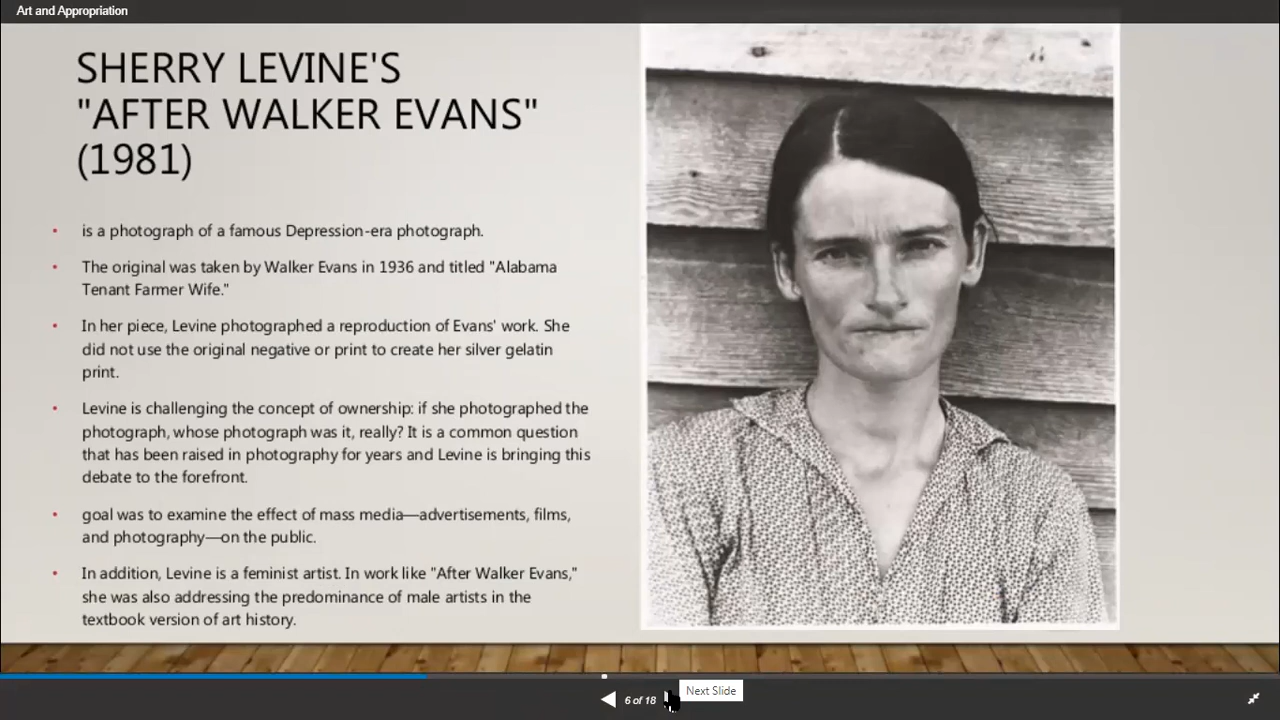 Art and Appropriation
SHERRY LEVINE'S
"AFTER WALKER EVANS"
(1981)
• is a photograph of a famous Depression-era photograph.
• The original was taken by Walker Evans in 1936 and titled "Alabama
Tenant Farmer Wife."
• In her piece, Levine photographed a reproduction of Evans' work. She
did not use the original negative or print to create her silver gelatin
print.
• Levine is challenging the concept of ownership: if she photographed the
photograph, whose photograph was it, really? It is a common question
that has been raised in photography for years and Levine is bringing this
debate to the forefront.
• goal was to examine the effect of mass media—advertisements, films,
and photography—on the public.
• In addition, Levine is a feminist artist. In work like "After Walker Evans,"
she was also addressing the predominance of male artists in the
textbook version of art history.
6 of 18
Next Slide